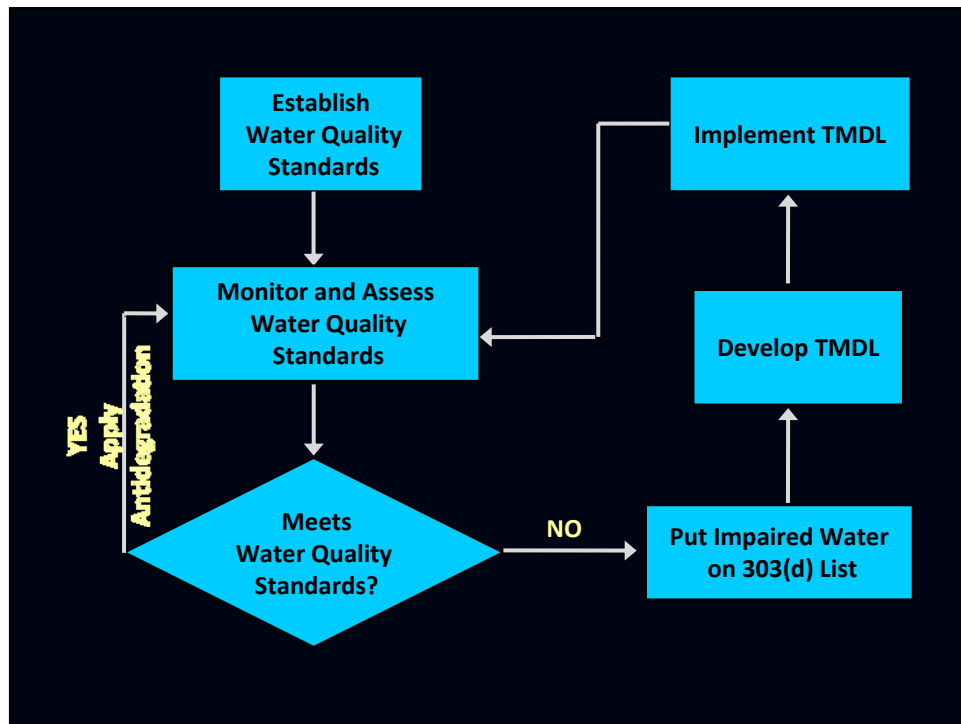 Establish
Water Quality
Standards
Implement TMDL
Monitor and Assess
Water Quality
Standards
Develop TMDL
YES
Apply
Antidegradation
Meets
Water Quality
Standards?
NO
Put Impaired Water
on 303(d) List